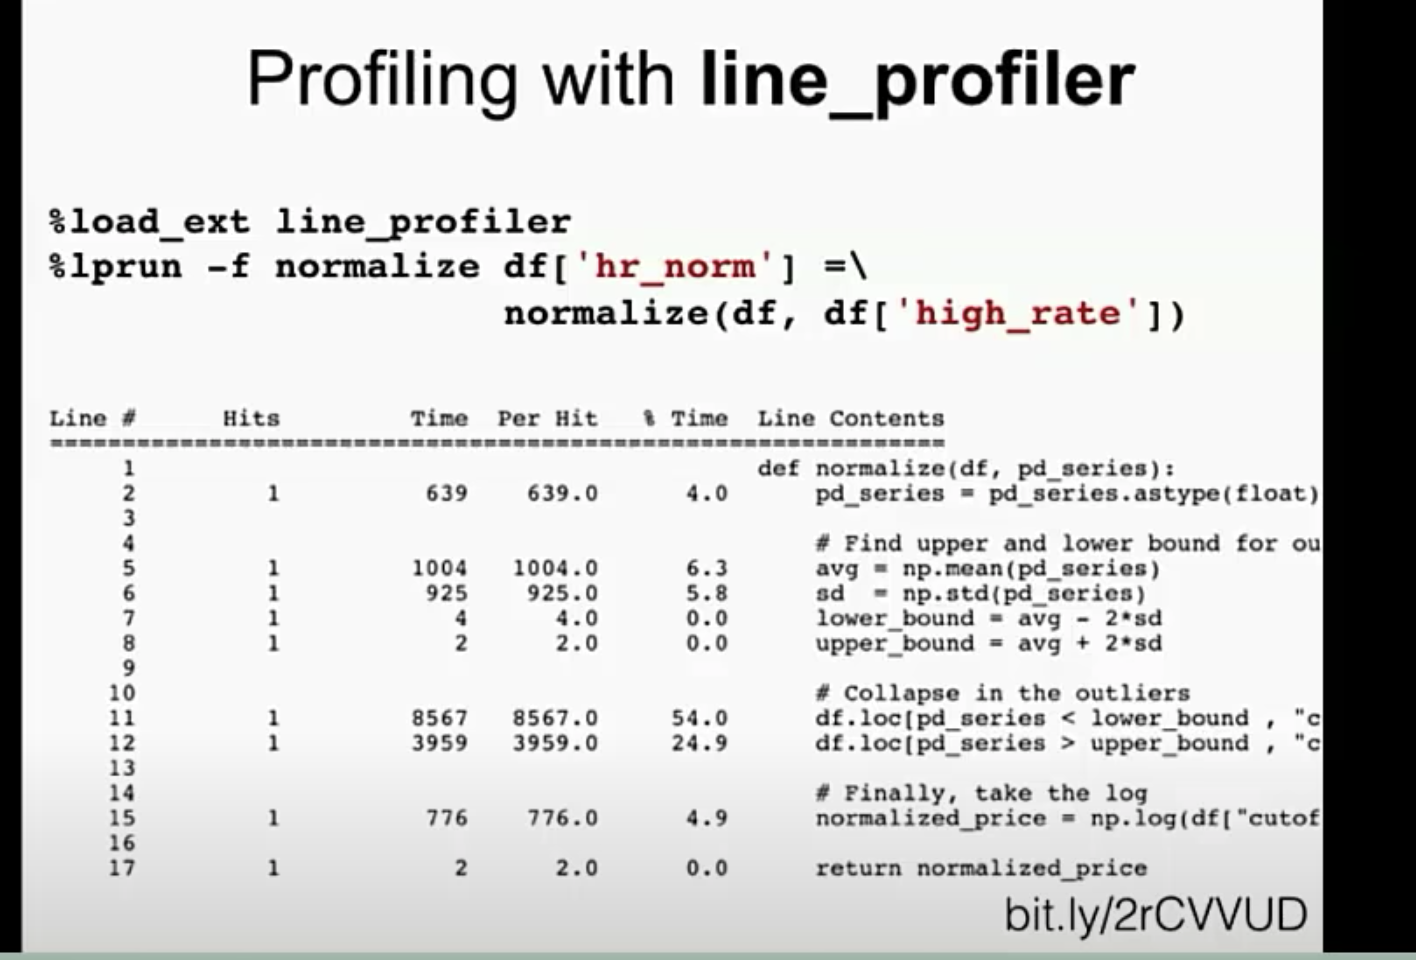 Profiling with line_profiler
%load_ext line_profiler
%lprun -f normalize df['hr_norm'] =\
normalize(df, df['high_rate'])
Line # Hits Time Per Hit % Time Line Contents
==============================================================
1 def normalize(df, pd_series):
2 1 639 639.0 4.0 pd_series = pd_series.astype(float)
3
4 # Find upper and lower bound for ou
5 1 1004 1004.0 6.3 avg = np.mean(pd_series)
6 1 925 925.0 5.8 sd = np.std(pd_series)
7 1 4 4.0 0.0 lower_bound = avg - 2*sd
8 1 2 2.0 0.0 upper_bound = avg + 2*sd
9
10 # Collapse in the outliers
11 1 8567 8567.0 54.0 df.loc[pd_series < lower_bound , "c
12 1 3959 3959.0 24.9 df.loc[pd_series > upper_bound , "c
13
14 # Finally, take the log
15 1 776 776.0 4.9 normalized_price = np.log(df["cutof
16
17 1 2 2.0 0.0 return normalized_price
bit.ly/2rCVVUD